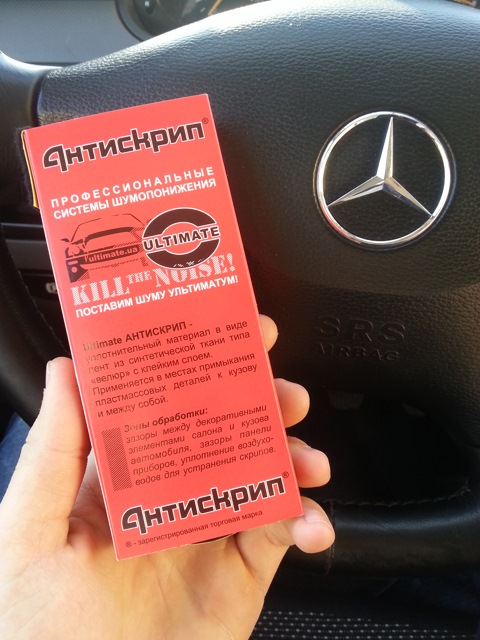 Антискрип®
ПРОФЕССИОНАЛЬНЫЕ
СИСТЕМЫ ШУМОПОНИЖЕНИЯ
ULTIMATE
ultimate.ua
KILL THE NOISE!
ПОСТАВИМ ШУМУ УЛЬТИМАТУМ!
Ultimate АНТИСКРИП -
уплотнительный материал в виде
лент из синтетической ткани типа
«велюр» с клейким слоем.
Применяется в местах примыкания
пластмассовых деталей к кузову
и между собой.
Зоны обработки:
зазоры между декоративными
элементами салона и кузова
автомобиля, зазоры панели
приборов, уплотнение воздухо-
водов для устранения скрипов.
Антискрип®
® - зарегистрированная торговая марка
SRS
AIRBAG